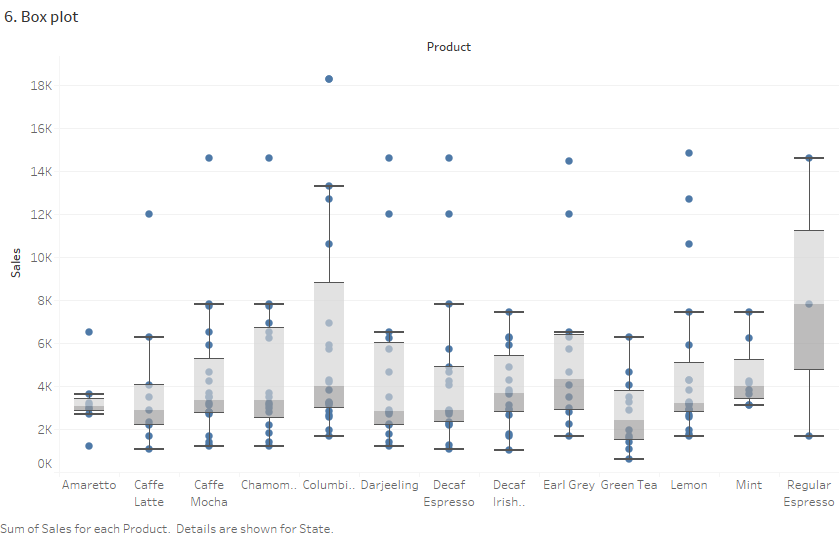 6. Box plot
Product
Sales
18K
16K
14K
12K
10K
8K
6K
4K
2K
0K
Amaretto
Caffe
Latte
Caffe
Mocha
Chamom..
Columbi..
Darjeeling
Decaf
Espresso
Decaf
Irish..
Earl Grey
Green Tea
Lemon
Mint
Regular
Espresso
Sum of Sales for each Product. Details are shown for State.